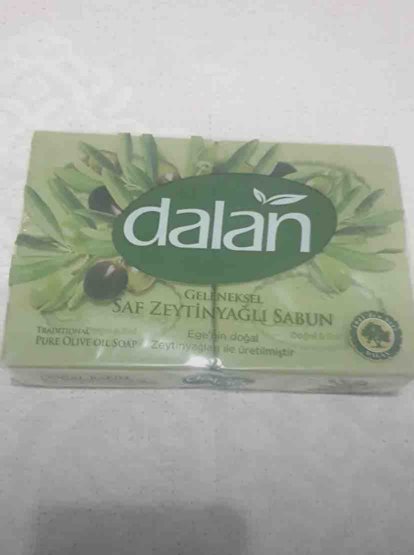 dalan
GELENEKSEL
SAF ZEYTİNYAĞLI SABUN
TRADITIONAL
PURE OLIVE OIL SOAP
Ege'nin doğal
Zeytinyağları ile üretilmiştir